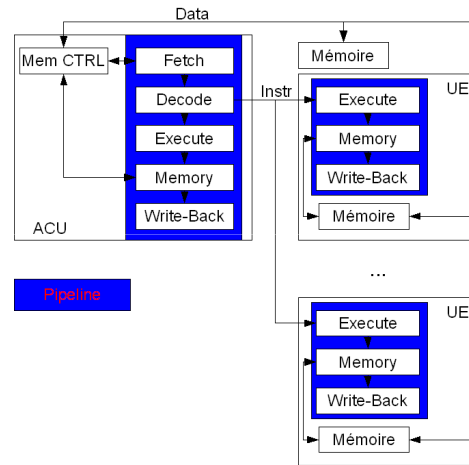 Data
Mem CTRL
Fetch
Mémoire
Decode
Instr
UE
Execute
Execute
Memory
Memory
Write-Back
Write-Back
Mémoire
ACU
...
Pipeline
UE
Execute
Memory
Write-Back
Mémoire